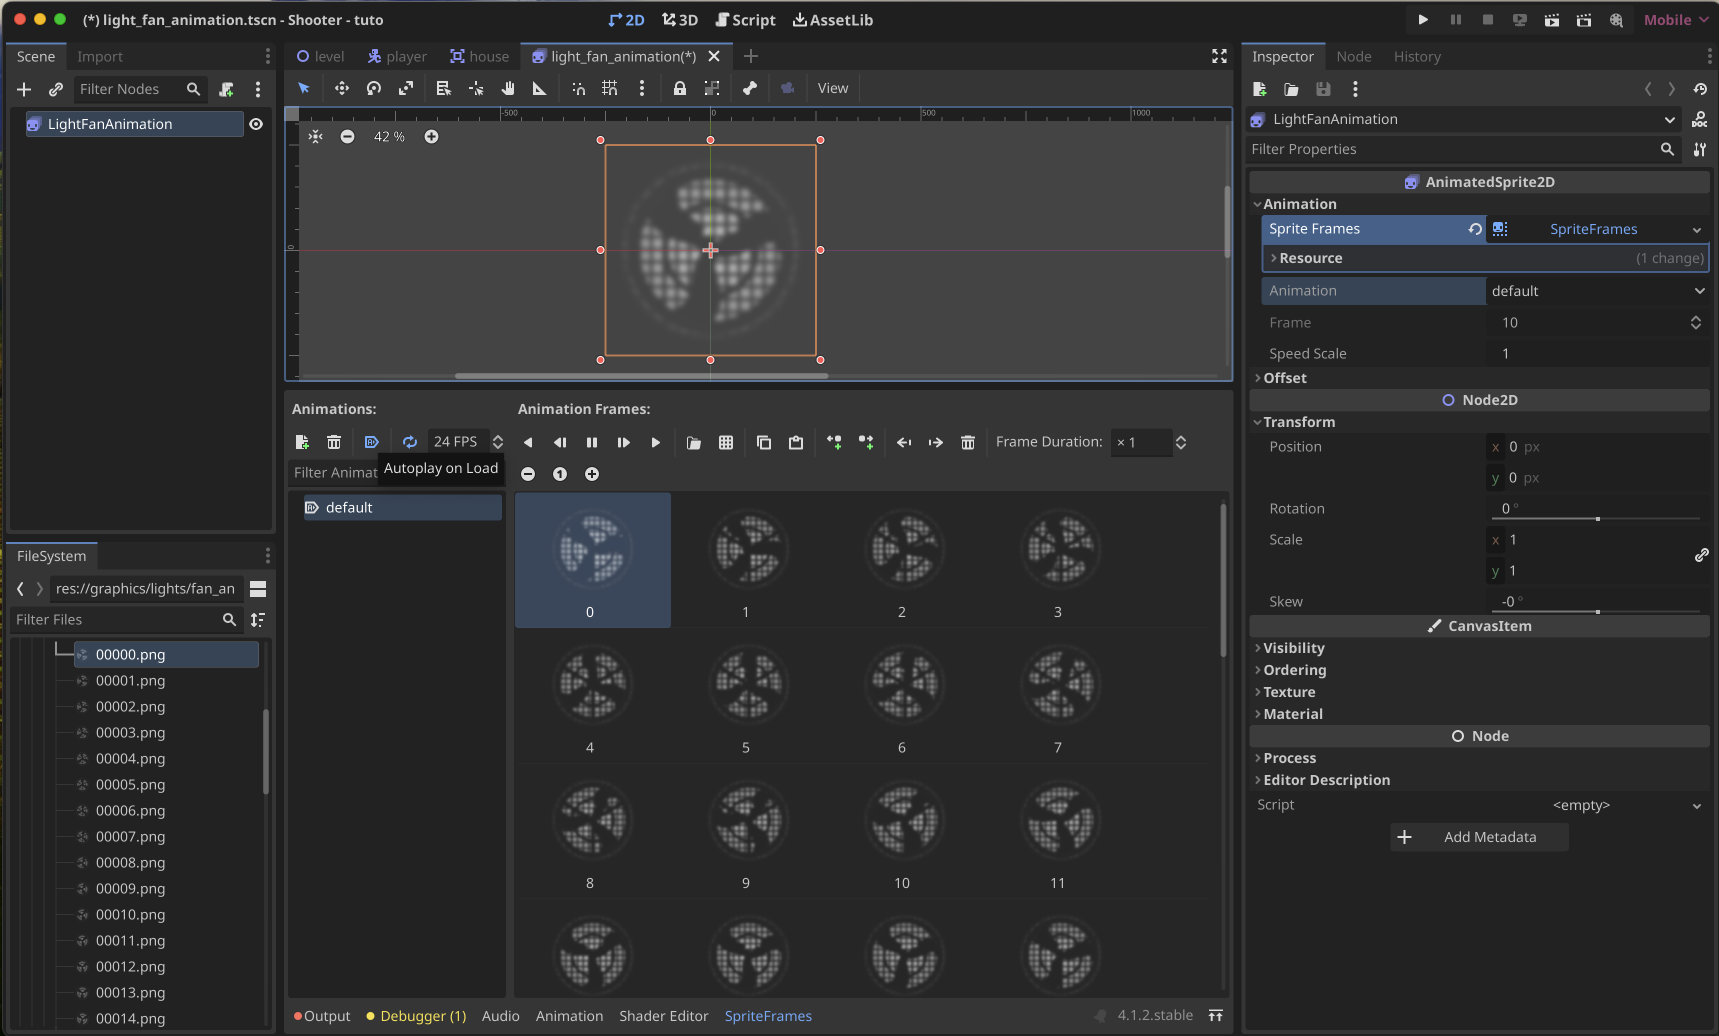 (*) light_fan_animation.tscn - Shooter - tuto
2D
3D
Script
AssetLib
Mobile
Scene
Import
Filter Nodes
LightFanAnimation
level
player
house
light_fan_animation(*)
View
-500
0
500
1000
0
42 %
Animations:
24 FPS
Filter Animat
Autoplay on Load
default
Animation Frames:
Frame Duration:
× 1
1
0
1
2
3
4
5
6
7
8
9
10
11
FileSystem
res://graphics/lights/fan_an
Filter Files
00000.png
00001.png
00002.png
00003.png
00004.png
00005.png
00006.png
00007.png
00008.png
00009.png
00010.png
00011.png
00012.png
00013.png
00014.png
Output
Debugger (1)
Audio
Animation
Shader Editor
SpriteFrames
4.1.2.stable
Inspector
Node
History
LightFanAnimation
Filter Properties
AnimatedSprite2D
Animation
Sprite Frames
SpriteFrames
Resource
(1 change)
Animation
default
Frame
10
Speed Scale
1
Offset
Node2D
Transform
Position
x 0 px
y 0 px
Rotation
0 °
Scale
x 1
y 1
Skew
-0 °
CanvasItem
Visibility
Ordering
Texture
Material
Node
Process
Editor Description
Script
<empty>
Add Metadata